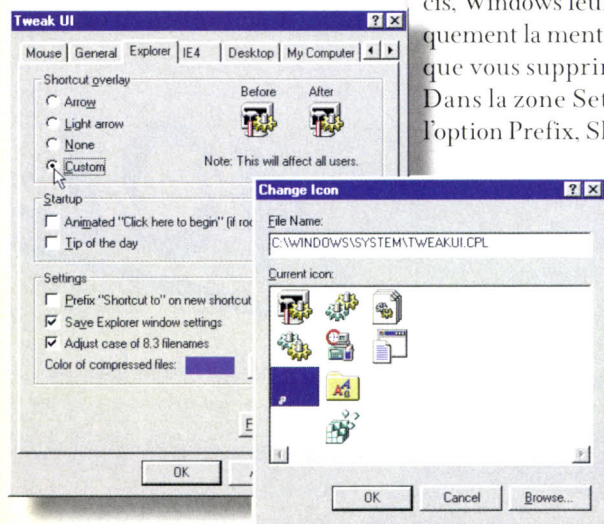 cis, Windows leur
quement la ment
que vous supprin
Dans la zone Set
l'option Prefix, Sh
Tweak UI
Mouse General Explorer IE4 Desktop My Computer
Shortcut overlay
Arrow
Light arrow
None
Custom
Before After
Note: This will affect all users.
Startup
Animated "Click here to begin" (if roo
Tip of the day
Settings
Prefix "Shortcut to" on new shortcut
Save Explorer window settings
Adjust case of 8.3 filenames
Color of compressed files:
OK
Change Icon
File Name:
C:\WINDOWS\SYSTEM\TWEAKUI.CPL
Current icon:
OK Cancel Browse...